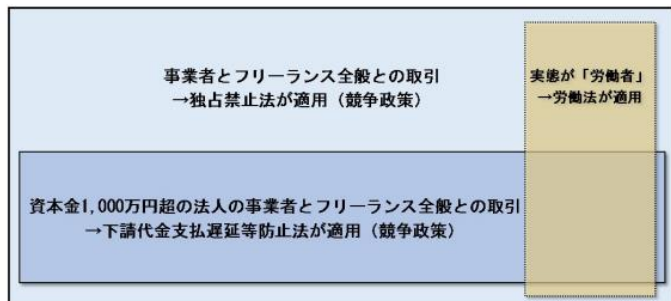 事業者とフリーランス全般との取引
→独占禁止法が適用（競争政策）
実態が「労働者」
→労働法が適用
資本金1,000万円超の法人の事業者とフリーランス全般との取引
→下請代金支払遅延等防止法が適用（競争政策）